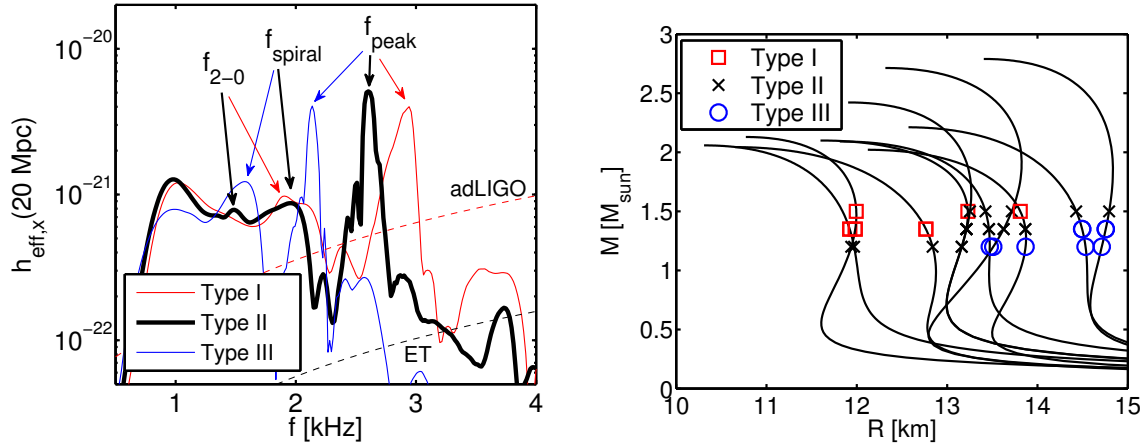 10⁻²⁰
10⁻²¹
10⁻²²
h_eff,x(20 Mpc)
f_2−0
f_spiral
f_peak
adLIGO
ET
Type I
Type II
Type III
1 2 3 4
f [kHz]
3
2.5
2
1.5
1
0.5
0
M [M_sun]
Type I
Type II
Type III
10 11 12 13 14 15
R [km]